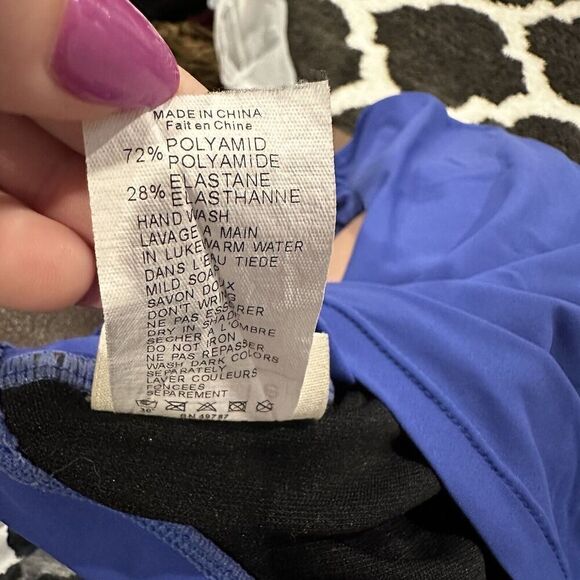 MADE IN CHINA
Fait en Chine
72% POLYAMID
POLYAMIDE
28% ELASTANE
ELASTHANNE
HAND WASH
LAVAGE A MAIN
IN LUKEWARM WATER
DANS L'EAU TIEDE
MILD SOAP
SAVON DOUX
DON'T WRING
NE PAS ESSORER
DRY IN SHADE
SECHER A L'OMBRE
DO NOT IRON
NE PAS REPASSER
WASH DARK COLORS
SEPARATELY
LAVER COULEURS
FONCEES
SEPAREMENT
30°